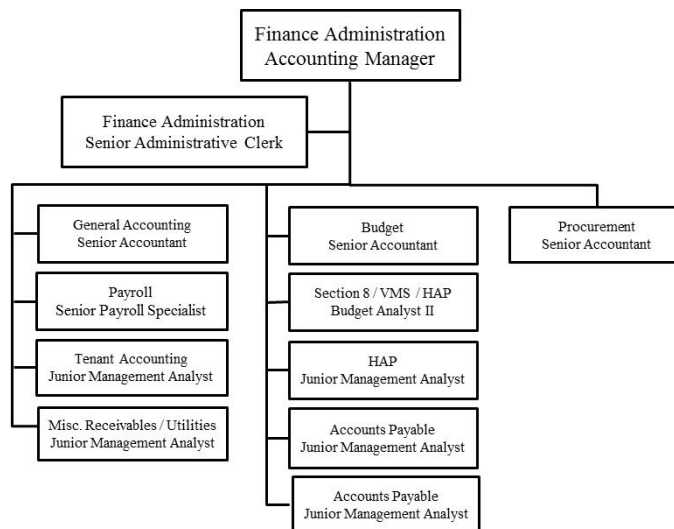 Finance Administration
Accounting Manager
Finance Administration
Senior Administrative Clerk
General Accounting
Senior Accountant
Payroll
Senior Payroll Specialist
Tenant Accounting
Junior Management Analyst
Misc. Receivables / Utilities
Junior Management Analyst
Budget
Senior Accountant
Section 8 / VMS / HAP
Budget Analyst II
HAP
Junior Management Analyst
Accounts Payable
Junior Management Analyst
Accounts Payable
Junior Management Analyst
Procurement
Senior Accountant